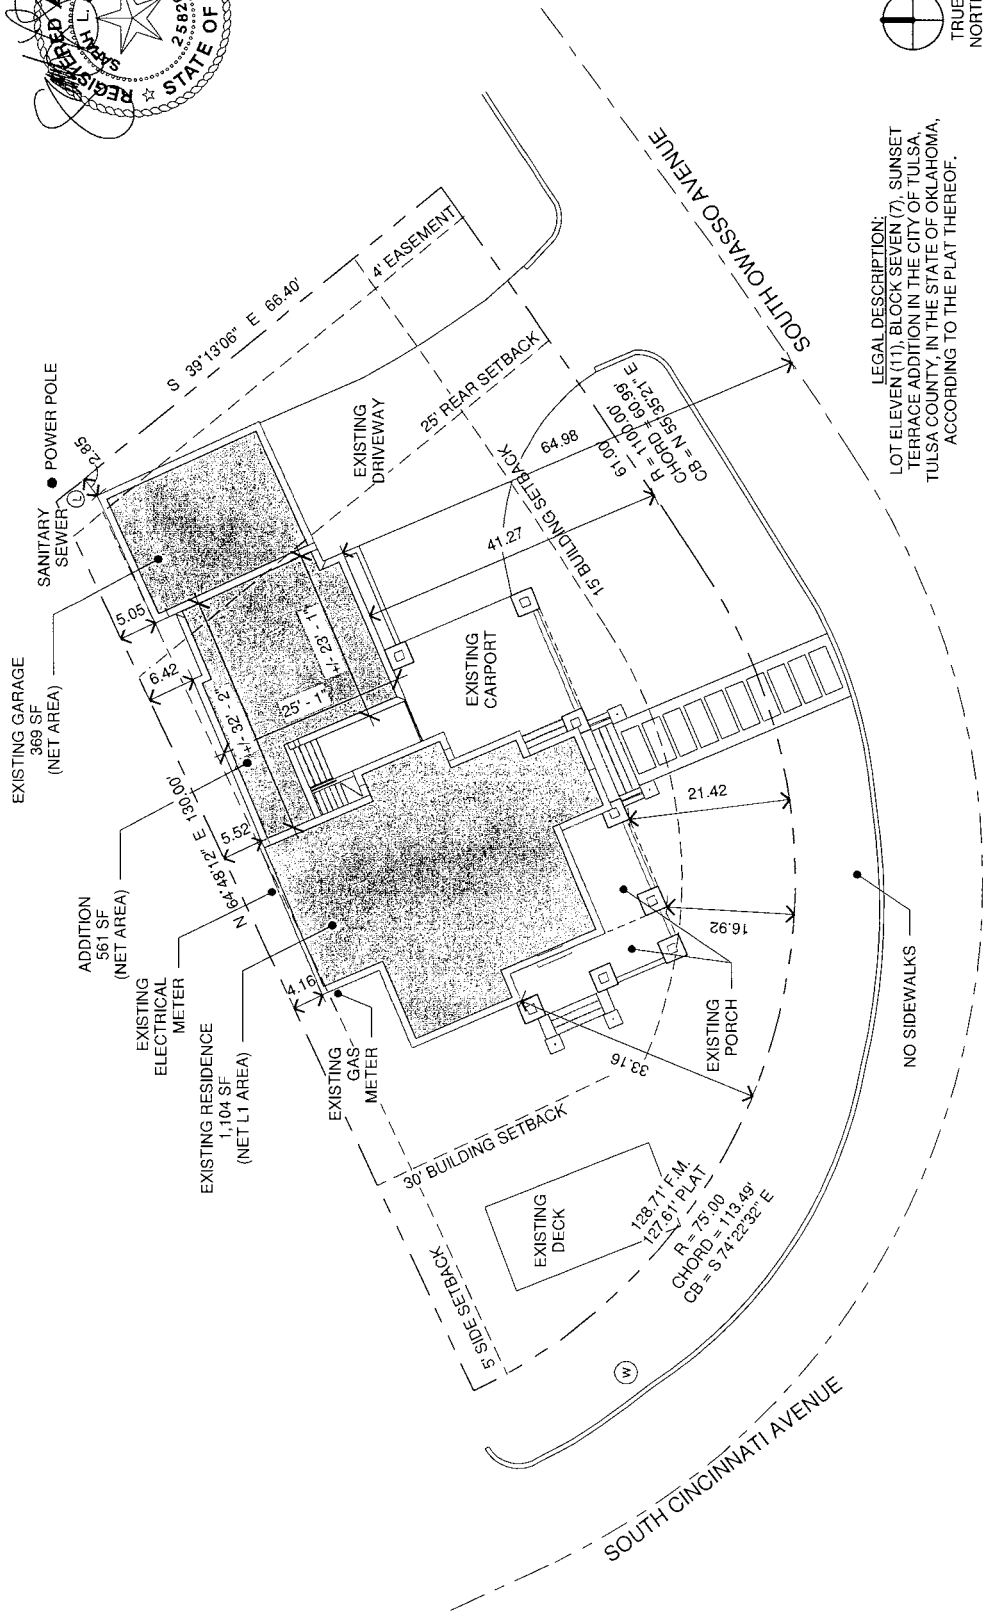 REGISTERED A
SARAH L.
STATE OF
TRUE
NORTH
SANITARY
SEWER
POWER POLE
EXISTING GARAGE
369 SF
(NET AREA)
ADDITION
561 SF
(NET AREA)
EXISTING
ELECTRICAL
METER
EXISTING RESIDENCE
1,104 SF
(NET L1 AREA)
EXISTING
GAS
METER
S 39°13'06" E 66.40'
4' EASEMENT
2.85
5.05
6.42
5.52
4.16
N 64°48'12" E 130.00'
+/- 32' - 2"
25' - 1"
+/- 23' - 1"
EXISTING
DRIVEWAY
25' REAR SETBACK
15' BUILDING SETBACK
64.98
41.27
61.00'
R = 1100.00'
CHORD = 60.99'
CB = N 55°35'21" E
EXISTING
CARPORT
21.42
16.92
33.16
EXISTING
PORCH
30' BUILDING SETBACK
5' SIDE SETBACK
EXISTING
DECK
128.71' F.M.
127.61' PLAT
R = 75'.00
CHORD = 113.49'
CB = S 74°22'32" E
W
NO SIDEWALKS
SOUTH OWASSO AVENUE
SOUTH CINCINNATI AVENUE
LEGAL DESCRIPTION:
LOT ELEVEN (11), BLOCK SEVEN (7), SUNSET
TERRACE ADDITION IN THE CITY OF TULSA,
TULSA COUNTY, IN THE STATE OF OKLAHOMA,
ACCORDING TO THE PLAT THEREOF.